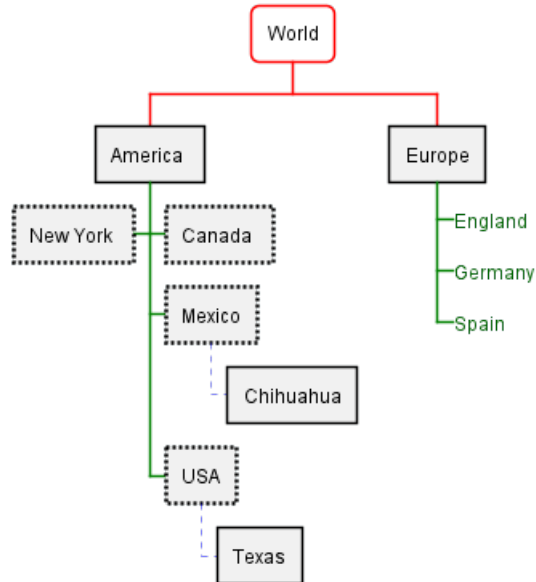 World
America
Europe
New York
Canada
England
Germany
Mexico
Spain
Chihuahua
USA
Texas